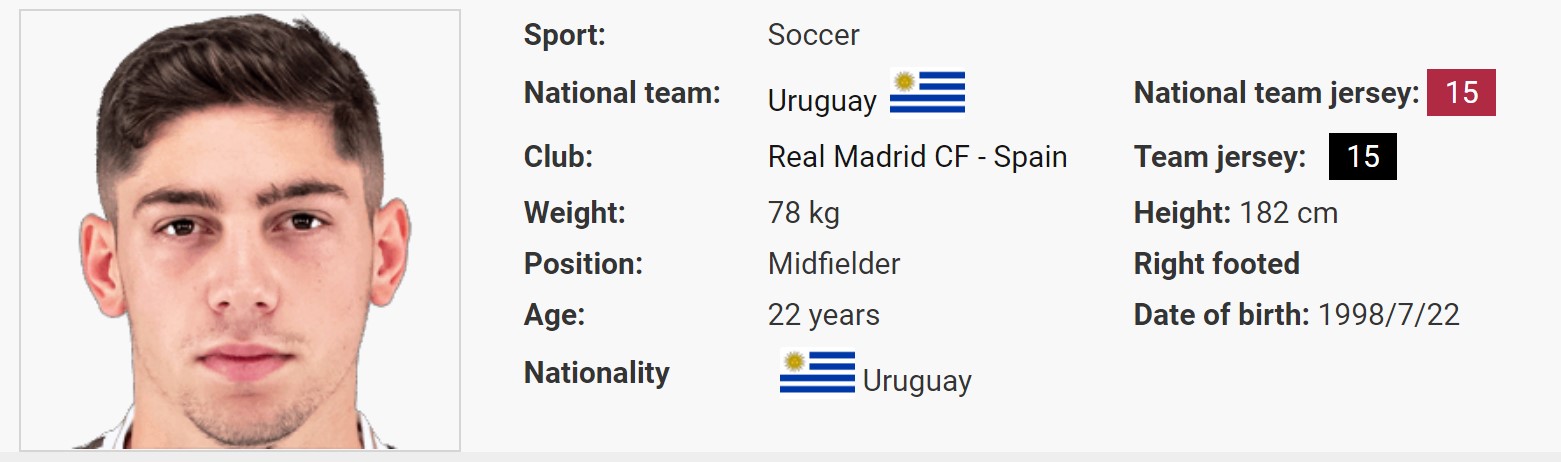 Sport: Soccer
National team: Uruguay National team jersey: 15
Club: Real Madrid CF - Spain Team jersey: 15
Weight: 78 kg Height: 182 cm
Position: Midfielder Right footed
Age: 22 years Date of birth: 1998/7/22
Nationality Uruguay